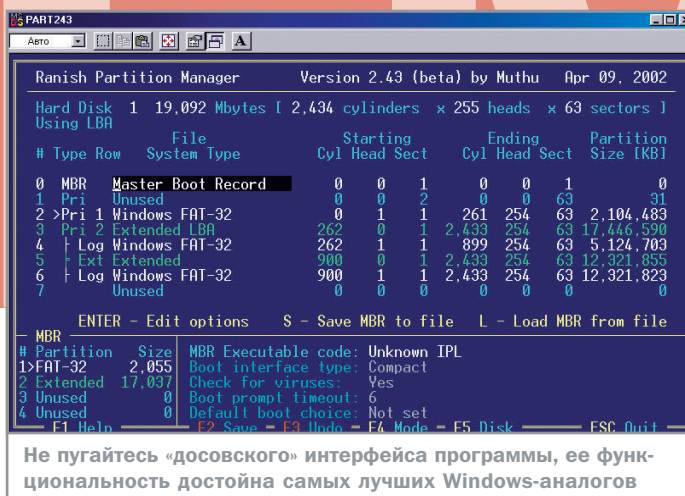 PART243
Авто
A
Ranish Partition Manager Version 2.43 (beta) by Muthu Apr 09, 2002
Hard Disk 1 19,092 Mbytes [ 2,434 cylinders x 255 heads x 63 sectors ]
Using LBA
File Starting Ending Partition
# Type Row System Type Cyl Head Sect Cyl Head Sect Size [KB]
0 MBR Master Boot Record 0 0 1 0 0 1 0
1 Pri Unused 0 0 2 0 0 63 31
2 >Pri 1 Windows FAT-32 0 1 1 261 254 63 2,104,483
3 Pri 2 Extended LBA 262 0 1 2,433 254 63 17,446,590
4 Log Windows FAT-32 262 1 1 899 254 63 5,124,703
5 Ext Extended 900 0 1 2,433 254 63 12,321,855
6 Log Windows FAT-32 900 1 1 2,433 254 63 12,321,823
7 Unused 0 0 0 0 0 0 0
ENTER - Edit options S - Save MBR to file L - Load MBR from file
MBR
# Partition Size MBR Executable code: Unknown IPL
1>FAT-32 2,055 Boot interface type: Compact
2 Extended 17,037 Check for viruses: Yes
3 Unused 0 Boot prompt timeout: 6
4 Unused 0 Default boot choice: Not set
F1 Help F2 Save F3 Undo F4 Mode F5 Disk ESC Quit
Не пугайтесь «досовского» интерфейса программы, ее функ-
циональность достойна самых лучших Windows-аналогов